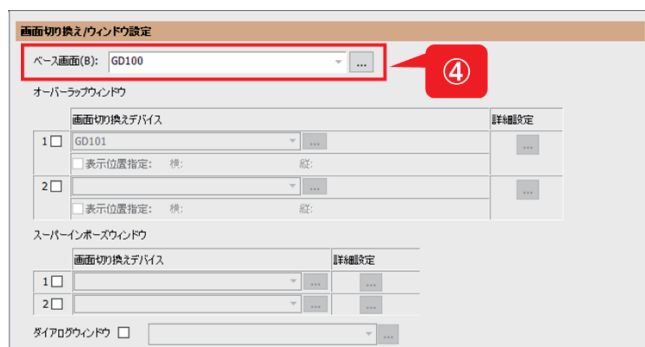 画面切り換え/ウィンドウ設定
ベース画面(B): GD100 ...
④
オーバーラップウィンドウ
画面切り換えデバイス 詳細設定
1 GD101 ... ...
表示位置指定: 横: 縦:
2 ... ...
表示位置指定: 横: 縦:
スーパーインポーズウィンドウ
画面切り換えデバイス 詳細設定
1 ... ...
2 ... ...
ダイアログウィンドウ ...